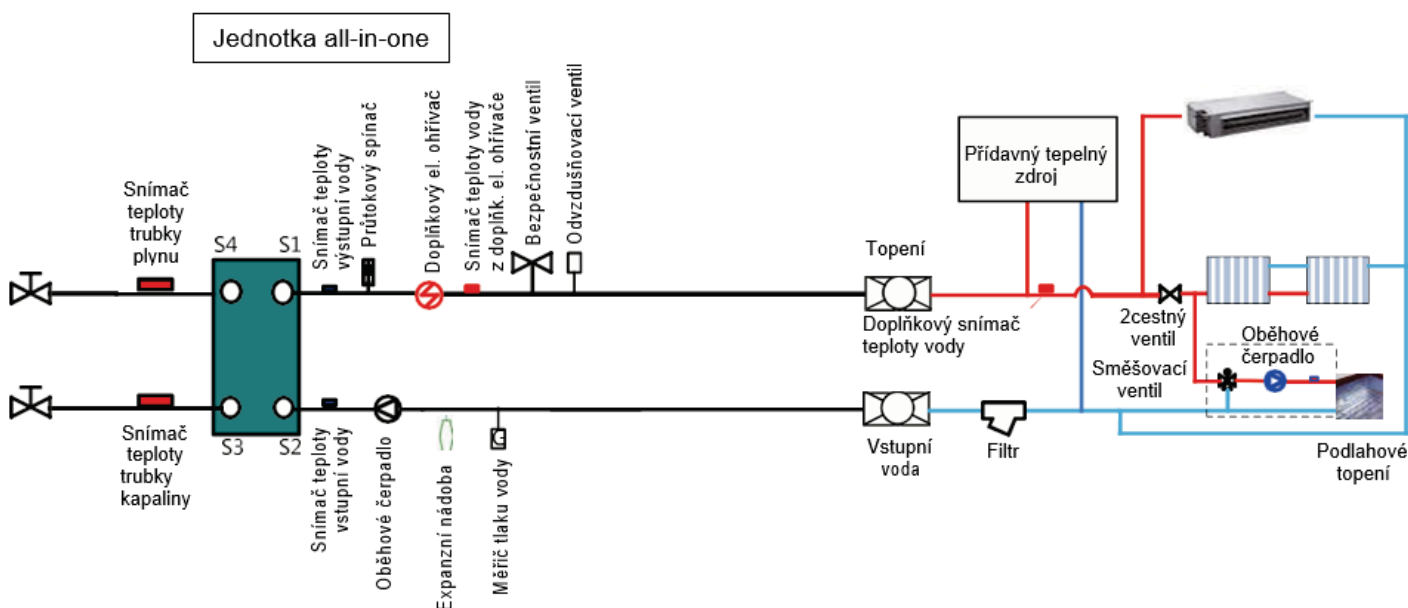 Jednotka all-in-one
Snímač
teploty
trubky
plynu
S4
S1
Snímač teploty
výstupní vody
Průtokový spínač
Doplňkový el. ohřívač
Snímač teploty vody
z doplňk. el. ohřívače
Bezpečnostní ventil
Odvzdušňovací ventil
Přídavný tepelný
zdroj
Topení
Doplňkový snímač
teploty vody
2cestný
ventil
Oběhové
čerpadlo
Směšovací
ventil
Snímač
teploty
trubky
kapaliny
S3
S2
Snímač teploty
vstupní vody
Oběhové čerpadlo
Expanzní nádoba
Měřič tlaku vody
Vstupní
voda
Filtr
Podlahové
topení